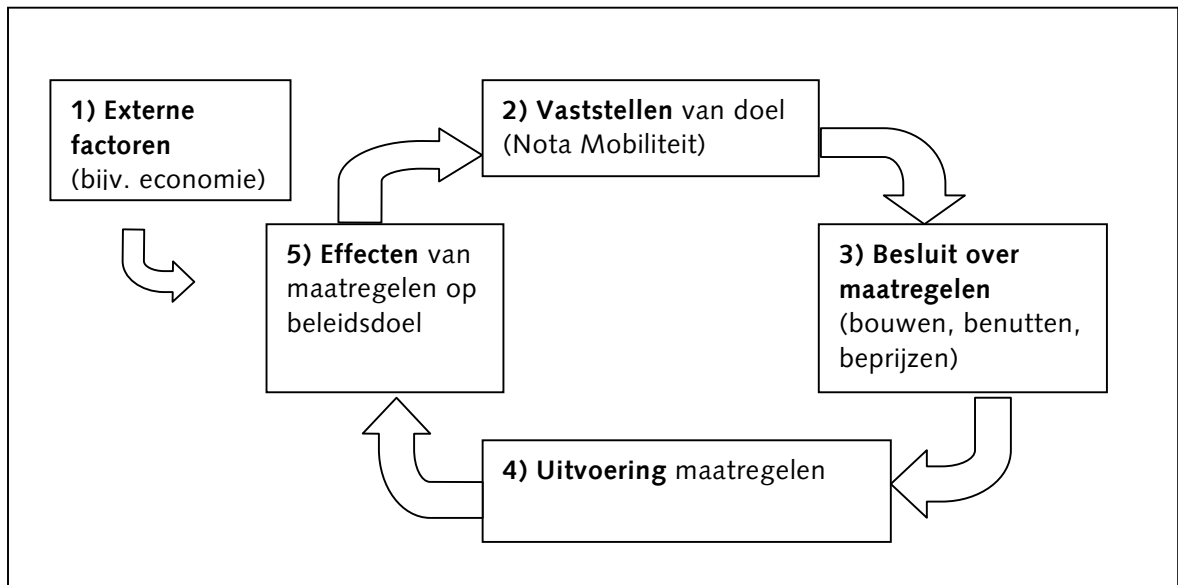 1) Externe
factoren
(bijv. economie)
2) Vaststellen van doel
(Nota Mobiliteit)
3) Besluit over
maatregelen
(bouwen, benutten,
beprijzen)
4) Uitvoering maatregelen
5) Effecten van
maatregelen op
beleidsdoel